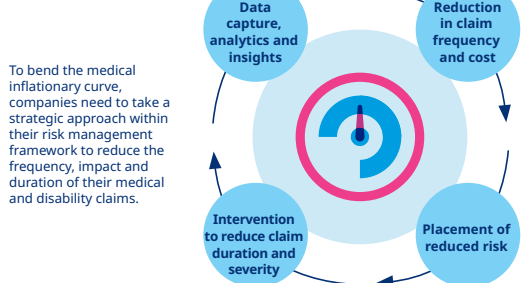 To bend the medical
inflationary curve,
companies need to take a
strategic approach within
their risk management
framework to reduce the
frequency, impact and
duration of their medical
and disability claims.
Data
capture,
analytics and
insights
Reduction
in claim
frequency
and cost
Intervention
to reduce claim
duration and
severity
Placement of
reduced risk